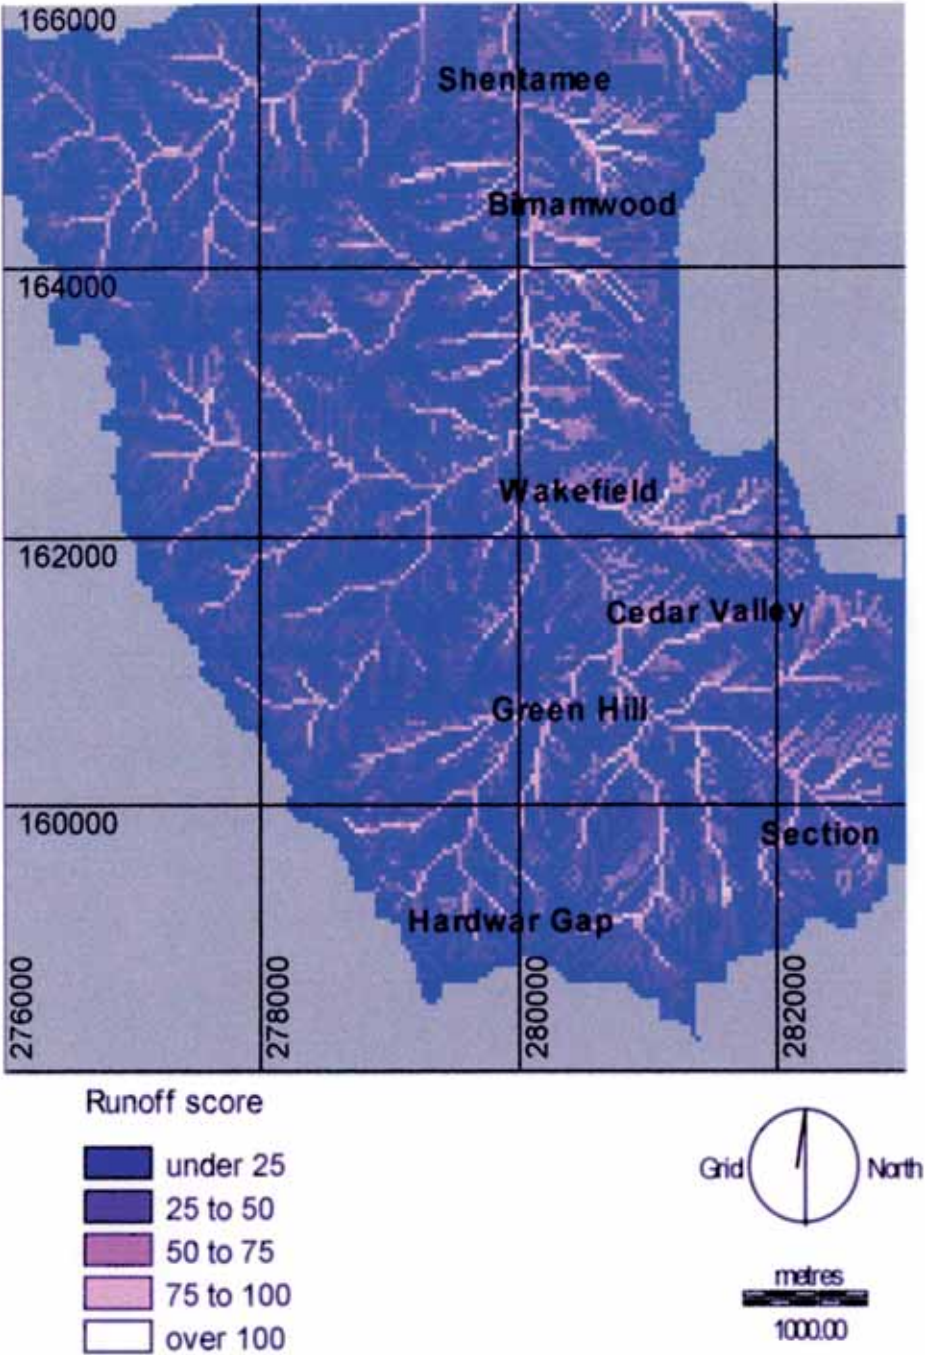 166000
Shentamee
Birnamwood
164000
Wakefield
162000
Cedar Valley
Green Hill
160000
Section
Hardwar Gap
276000
278000
280000
282000
Runoff score
under 25
25 to 50
50 to 75
75 to 100
over 100
Grid North
metres
1000.00